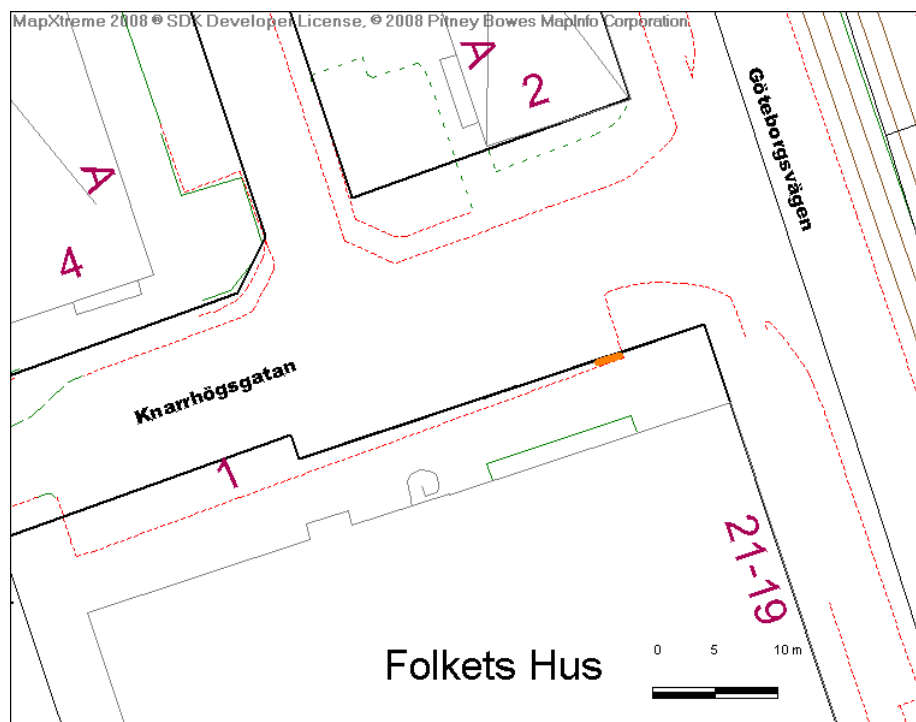 MapXtreme 2008 ® SDK Developer License, © 2008 Pitney Bowes MapInfo Corporation
A
2
Göteborgsvägen
A
4
Knarrhögsgatan
1
21-19
Folkets Hus
0 5 10 m